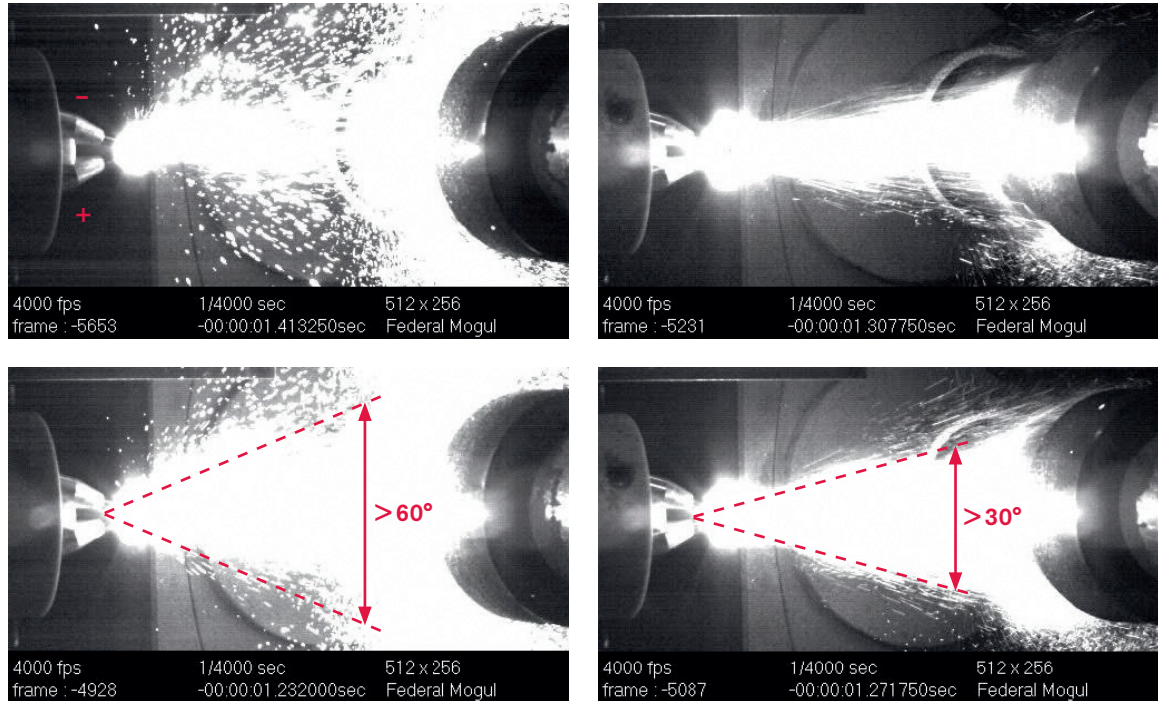 -
+
4000 fps 1/4000 sec 512 x 256
frame : -5653 -00:00:01.413250sec Federal Mogul
4000 fps 1/4000 sec 512 x 256
frame : -5231 -00:00:01.307750sec Federal Mogul
>60°
4000 fps 1/4000 sec 512 x 256
frame : -4928 -00:00:01.232000sec Federal Mogul
>30°
4000 fps 1/4000 sec 512 x 256
frame : -5087 -00:00:01.271750sec Federal Mogul